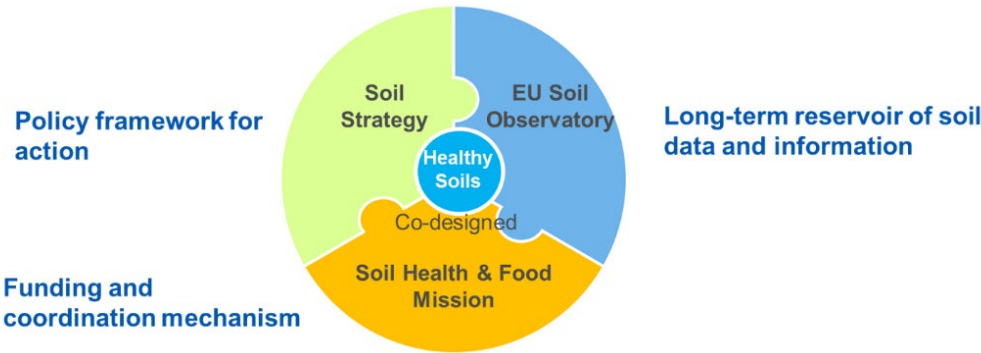 Policy framework for
action
Soil
Strategy
EU Soil
Observatory
Long-term reservoir of soil
data and information
Healthy
Soils
Co-designed
Soil Health & Food
Mission
Funding and
coordination mechanism